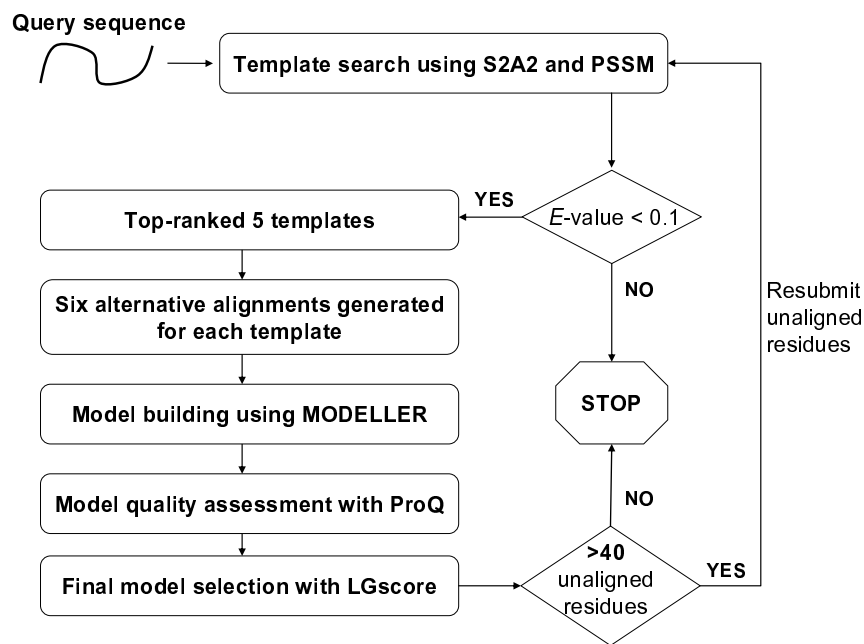 Query sequence
Template search using S2A2 and PSSM
YES
E-value < 0.1
Top-ranked 5 templates
NO
Six alternative alignments generated
for each template
Resubmit
unaligned
residues
STOP
Model building using MODELLER
Model quality assessment with ProQ
NO
Final model selection with LGscore
>40
unaligned
residues
YES